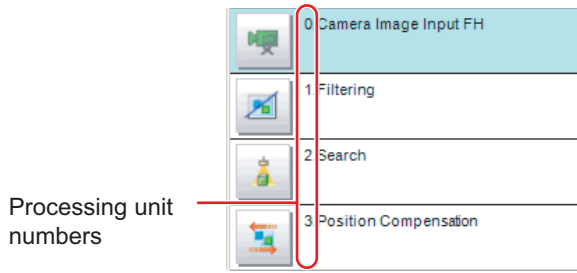 0.Camera Image Input FH
1.Filtering
2.Search
3.Position Compensation
Processing unit
numbers